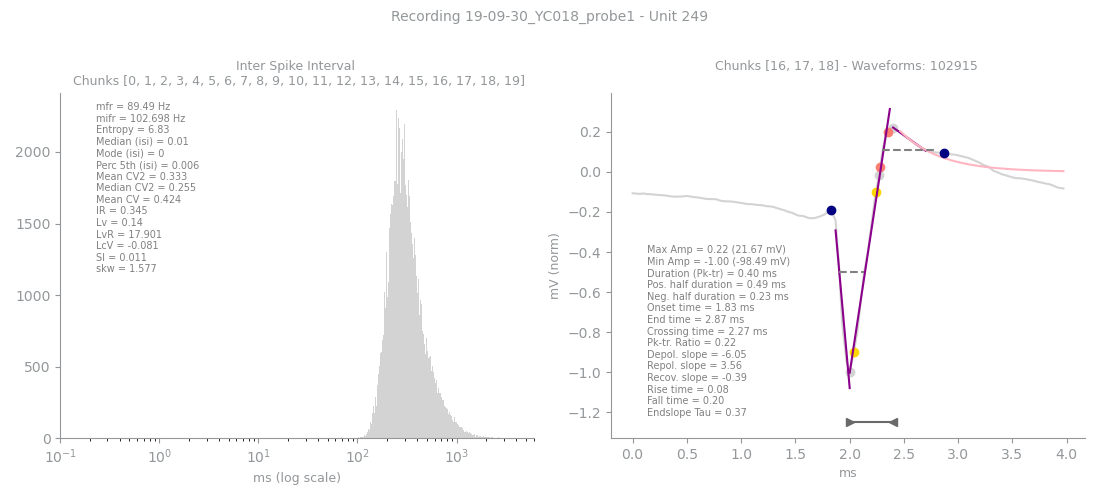 Recording 19-09-30_YC018_probe1 - Unit 249
Inter Spike Interval
Chunks [0, 1, 2, 3, 4, 5, 6, 7, 8, 9, 10, 11, 12, 13, 14, 15, 16, 17, 18, 19]
mfr = 89.49 Hz
mifr = 102.698 Hz
Entropy = 6.83
Median (isi) = 0.01
Mode (isi) = 0
Perc 5th (isi) = 0.006
Mean CV2 = 0.333
Median CV2 = 0.255
Mean CV = 0.424
IR = 0.345
Lv = 0.14
LvR = 17.901
LcV = -0.081
SI = 0.011
skw = 1.577
2000
1500
1000
500
0
10⁻¹ 10⁰ 10¹ 10² 10³
ms (log scale)
Chunks [16, 17, 18] - Waveforms: 102915
mV (norm)
0.2
0.0
−0.2
−0.4
−0.6
−0.8
−1.0
−1.2
Max Amp = 0.22 (21.67 mV)
Min Amp = -1.00 (-98.49 mV)
Duration (Pk-tr) = 0.40 ms
Pos. half duration = 0.49 ms
Neg. half duration = 0.23 ms
Onset time = 1.83 ms
End time = 2.87 ms
Crossing time = 2.27 ms
Pk-tr. Ratio = 0.22
Depol. slope = -6.05
Repol. slope = 3.56
Recov. slope = -0.39
Rise time = 0.08
Fall time = 0.20
Endslope Tau = 0.37
0.0 0.5 1.0 1.5 2.0 2.5 3.0 3.5 4.0
ms